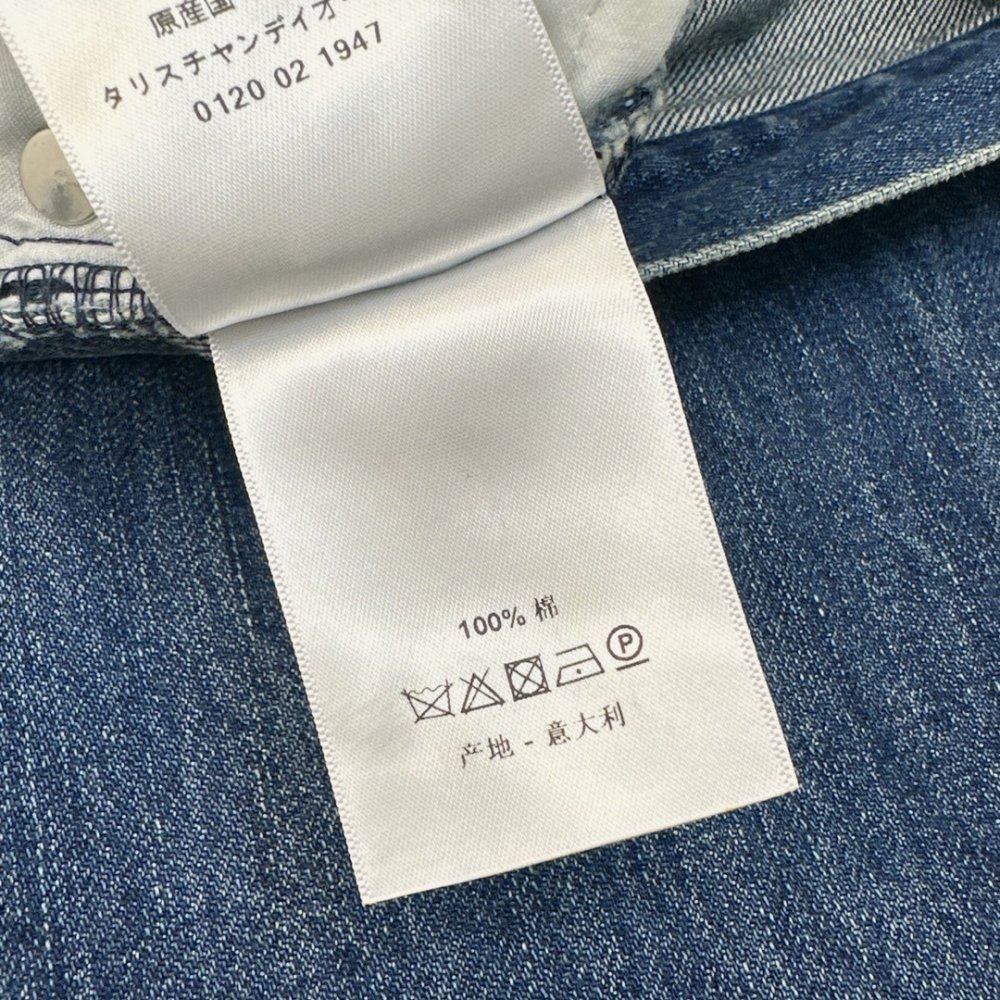 原産国
タリスチャンディオ
0120 02 1947
100% 棉
P
产地 - 意大利